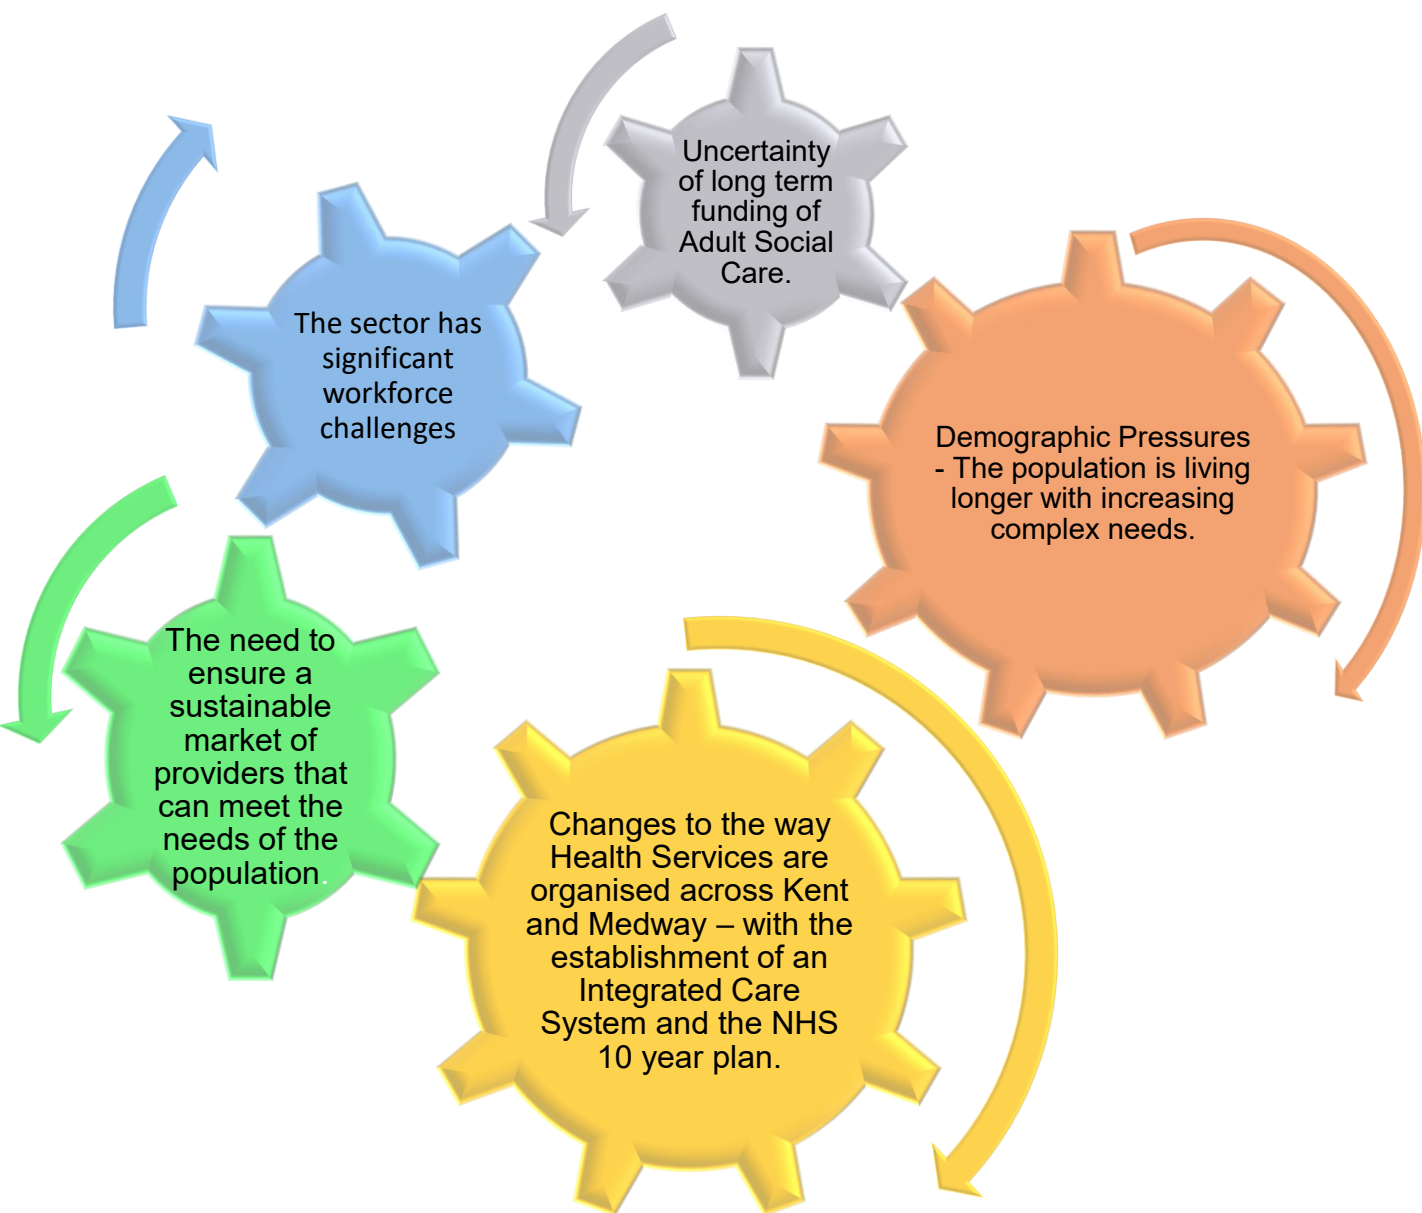 Uncertainty
of long term
funding of
Adult Social
Care.
The sector has
significant
workforce
challenges
Demographic Pressures
- The population is living
longer with increasing
complex needs.
The need to
ensure a
sustainable
market of
providers that
can meet the
needs of the
population.
Changes to the way
Health Services are
organised across Kent
and Medway – with the
establishment of an
Integrated Care
System and the NHS
10 year plan.